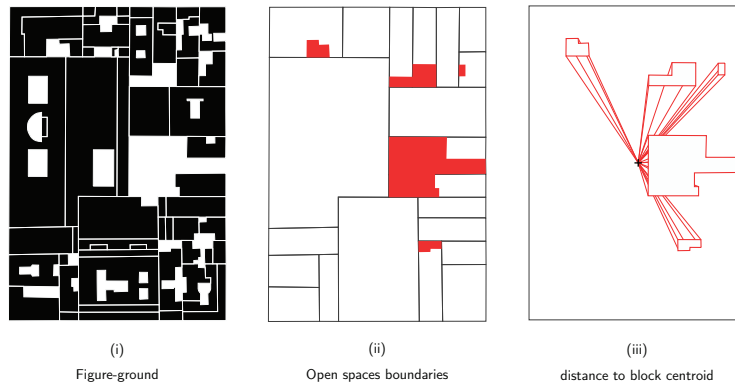 (i)
Figure-ground
(ii)
Open spaces boundaries
(iii)
distance to block centroid